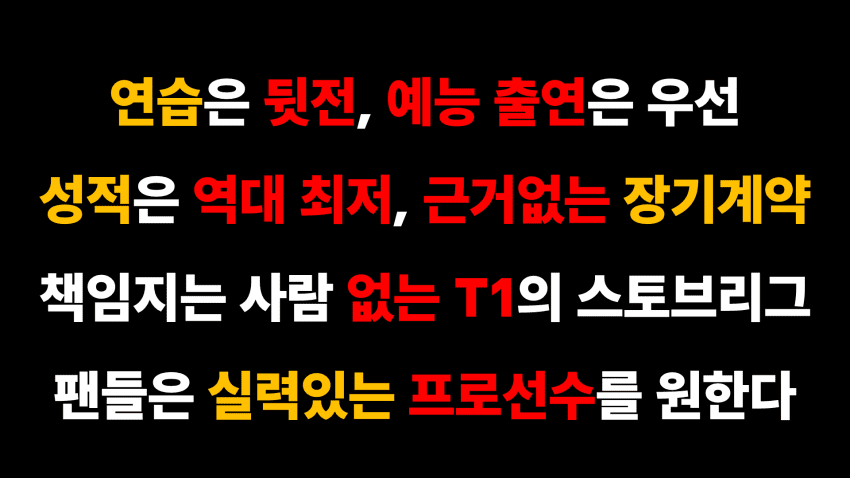 연습은 뒷전, 예능 출연은 우선
성적은 역대 최저, 근거없는 장기계약
책임지는 사람 없는 T1의 스토브리그
팬들은 실력있는 프로선수를 원한다